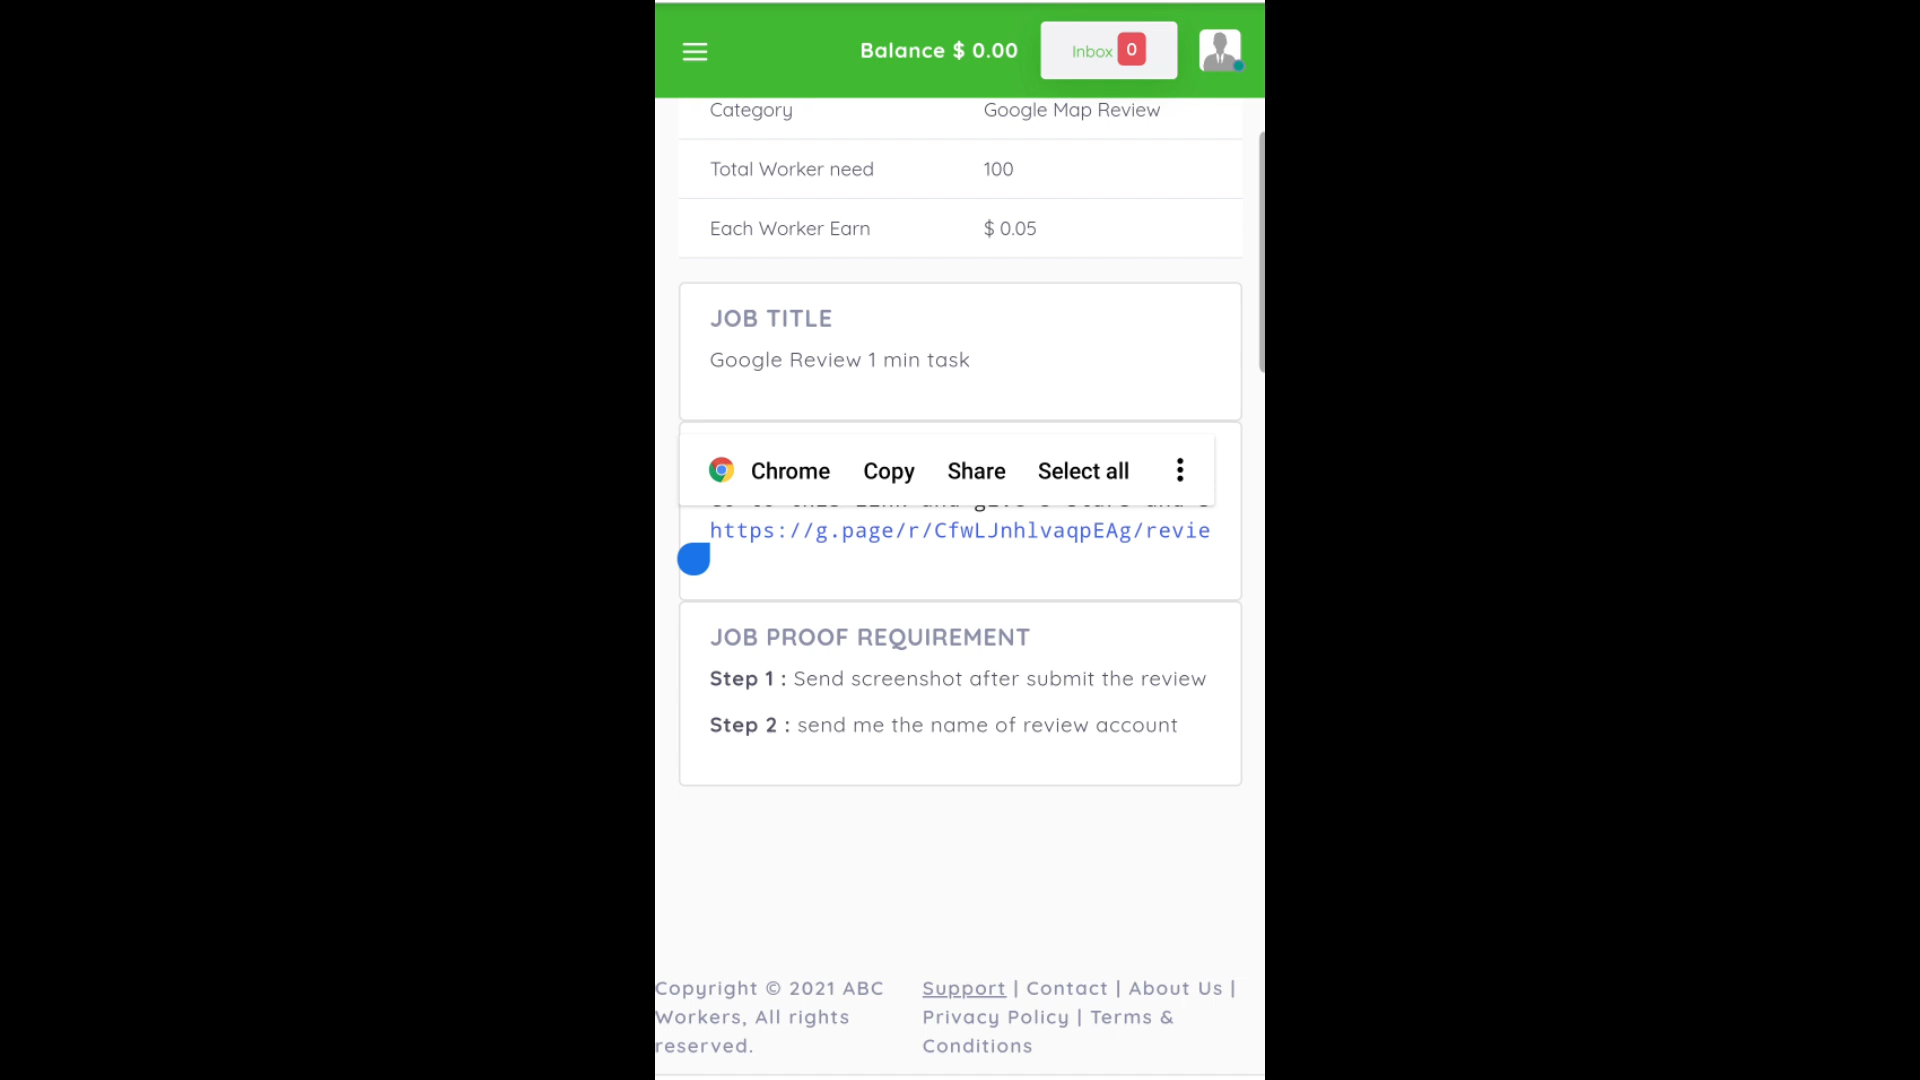 Balance $ 0.00
Inbox 0
Category Google Map Review
Total Worker need 100
Each Worker Earn $ 0.05
JOB TITLE
Google Review 1 min task
Chrome Copy Share Select all
https://g.page/r/CfwLJnhlvaqpEAg/revie
JOB PROOF REQUIREMENT
Step 1 : Send screenshot after submit the review
Step 2 : send me the name of review account
Copyright © 2021 ABC
Workers, All rights
reserved.
Support | Contact | About Us |
Privacy Policy | Terms &
Conditions